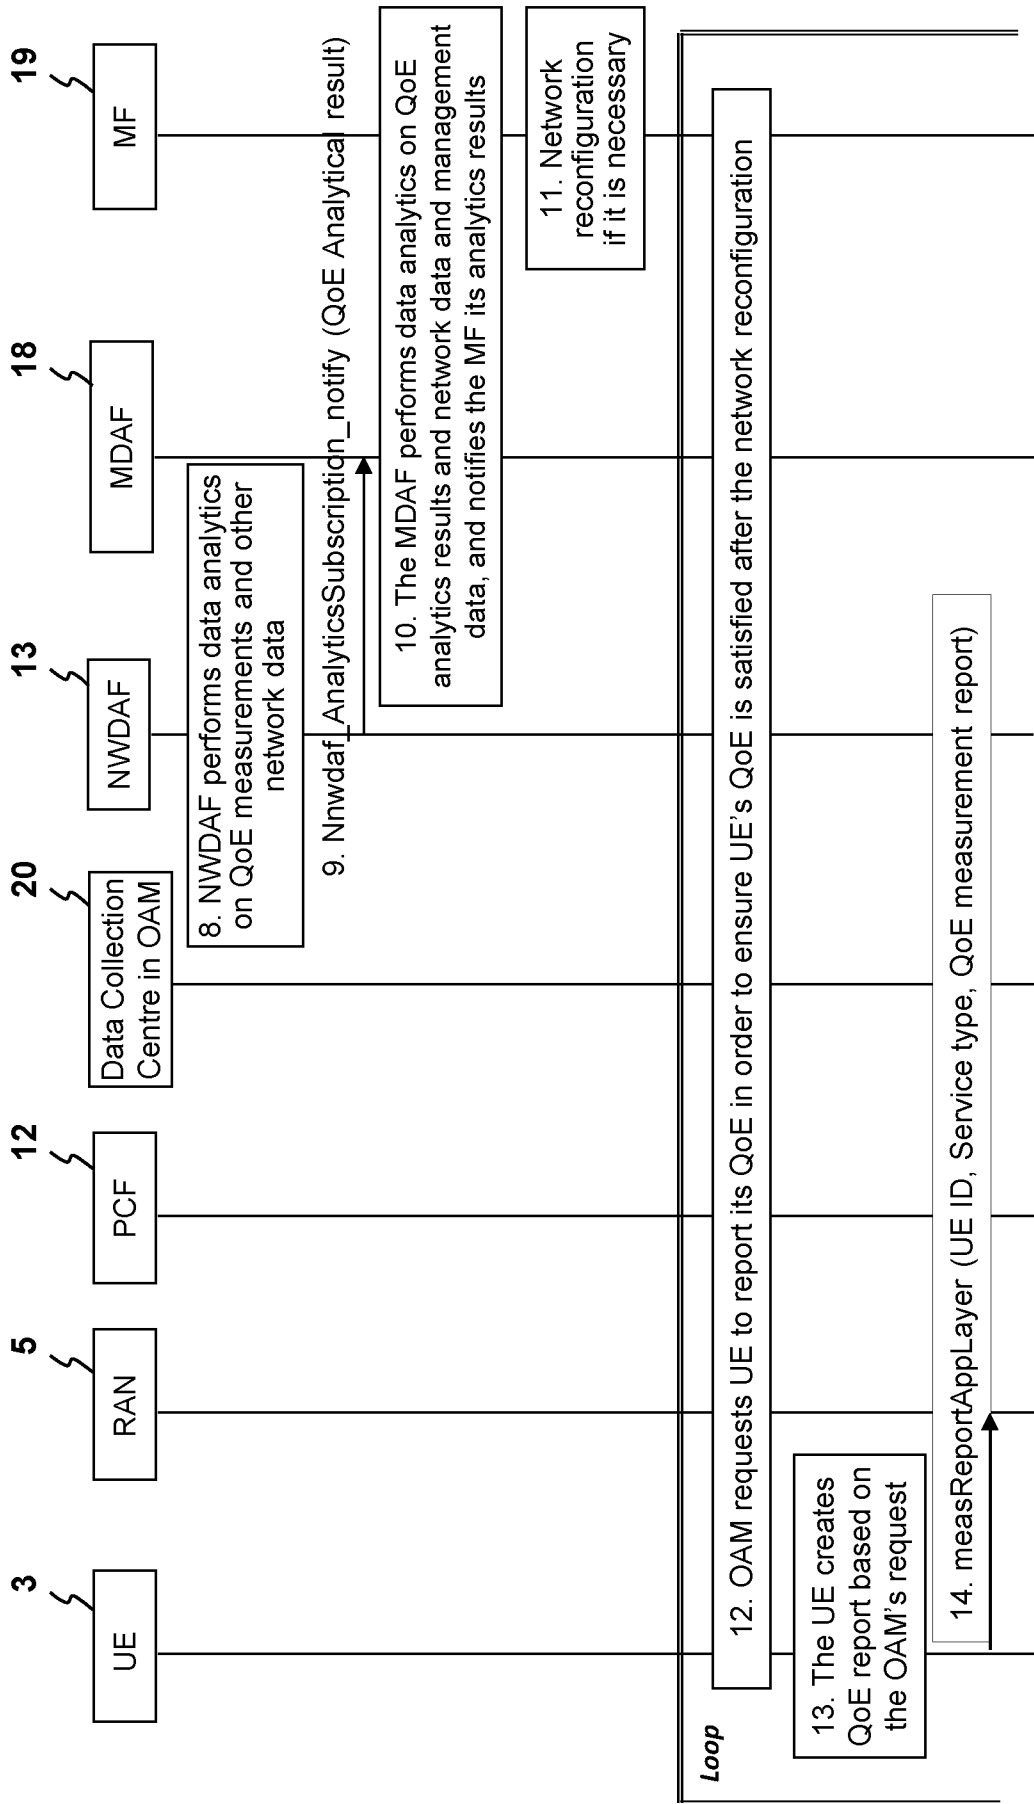 3
5
12
20
13
18
19
UE
RAN
PCF
Data Collection
Centre in OAM
NWDAF
MDAF
MF
8. NWDAF performs data analytics
on QoE measurements and other
network data
9. Nnwdaf_AnalyticsSubscription_notify (QoE Analytical result)
10. The MDAF performs data analytics on QoE
analytics results and network data and management
data, and notifies the MF its analytics results
11. Network
reconfiguration
if it is necessary
Loop
12. OAM requests UE to report its QoE in order to ensure UE's QoE is satisfied after the network reconfiguration
13. The UE creates
QoE report based on
the OAM's request
14. measReportAppLayer (UE ID, Service type, QoE measurement report)